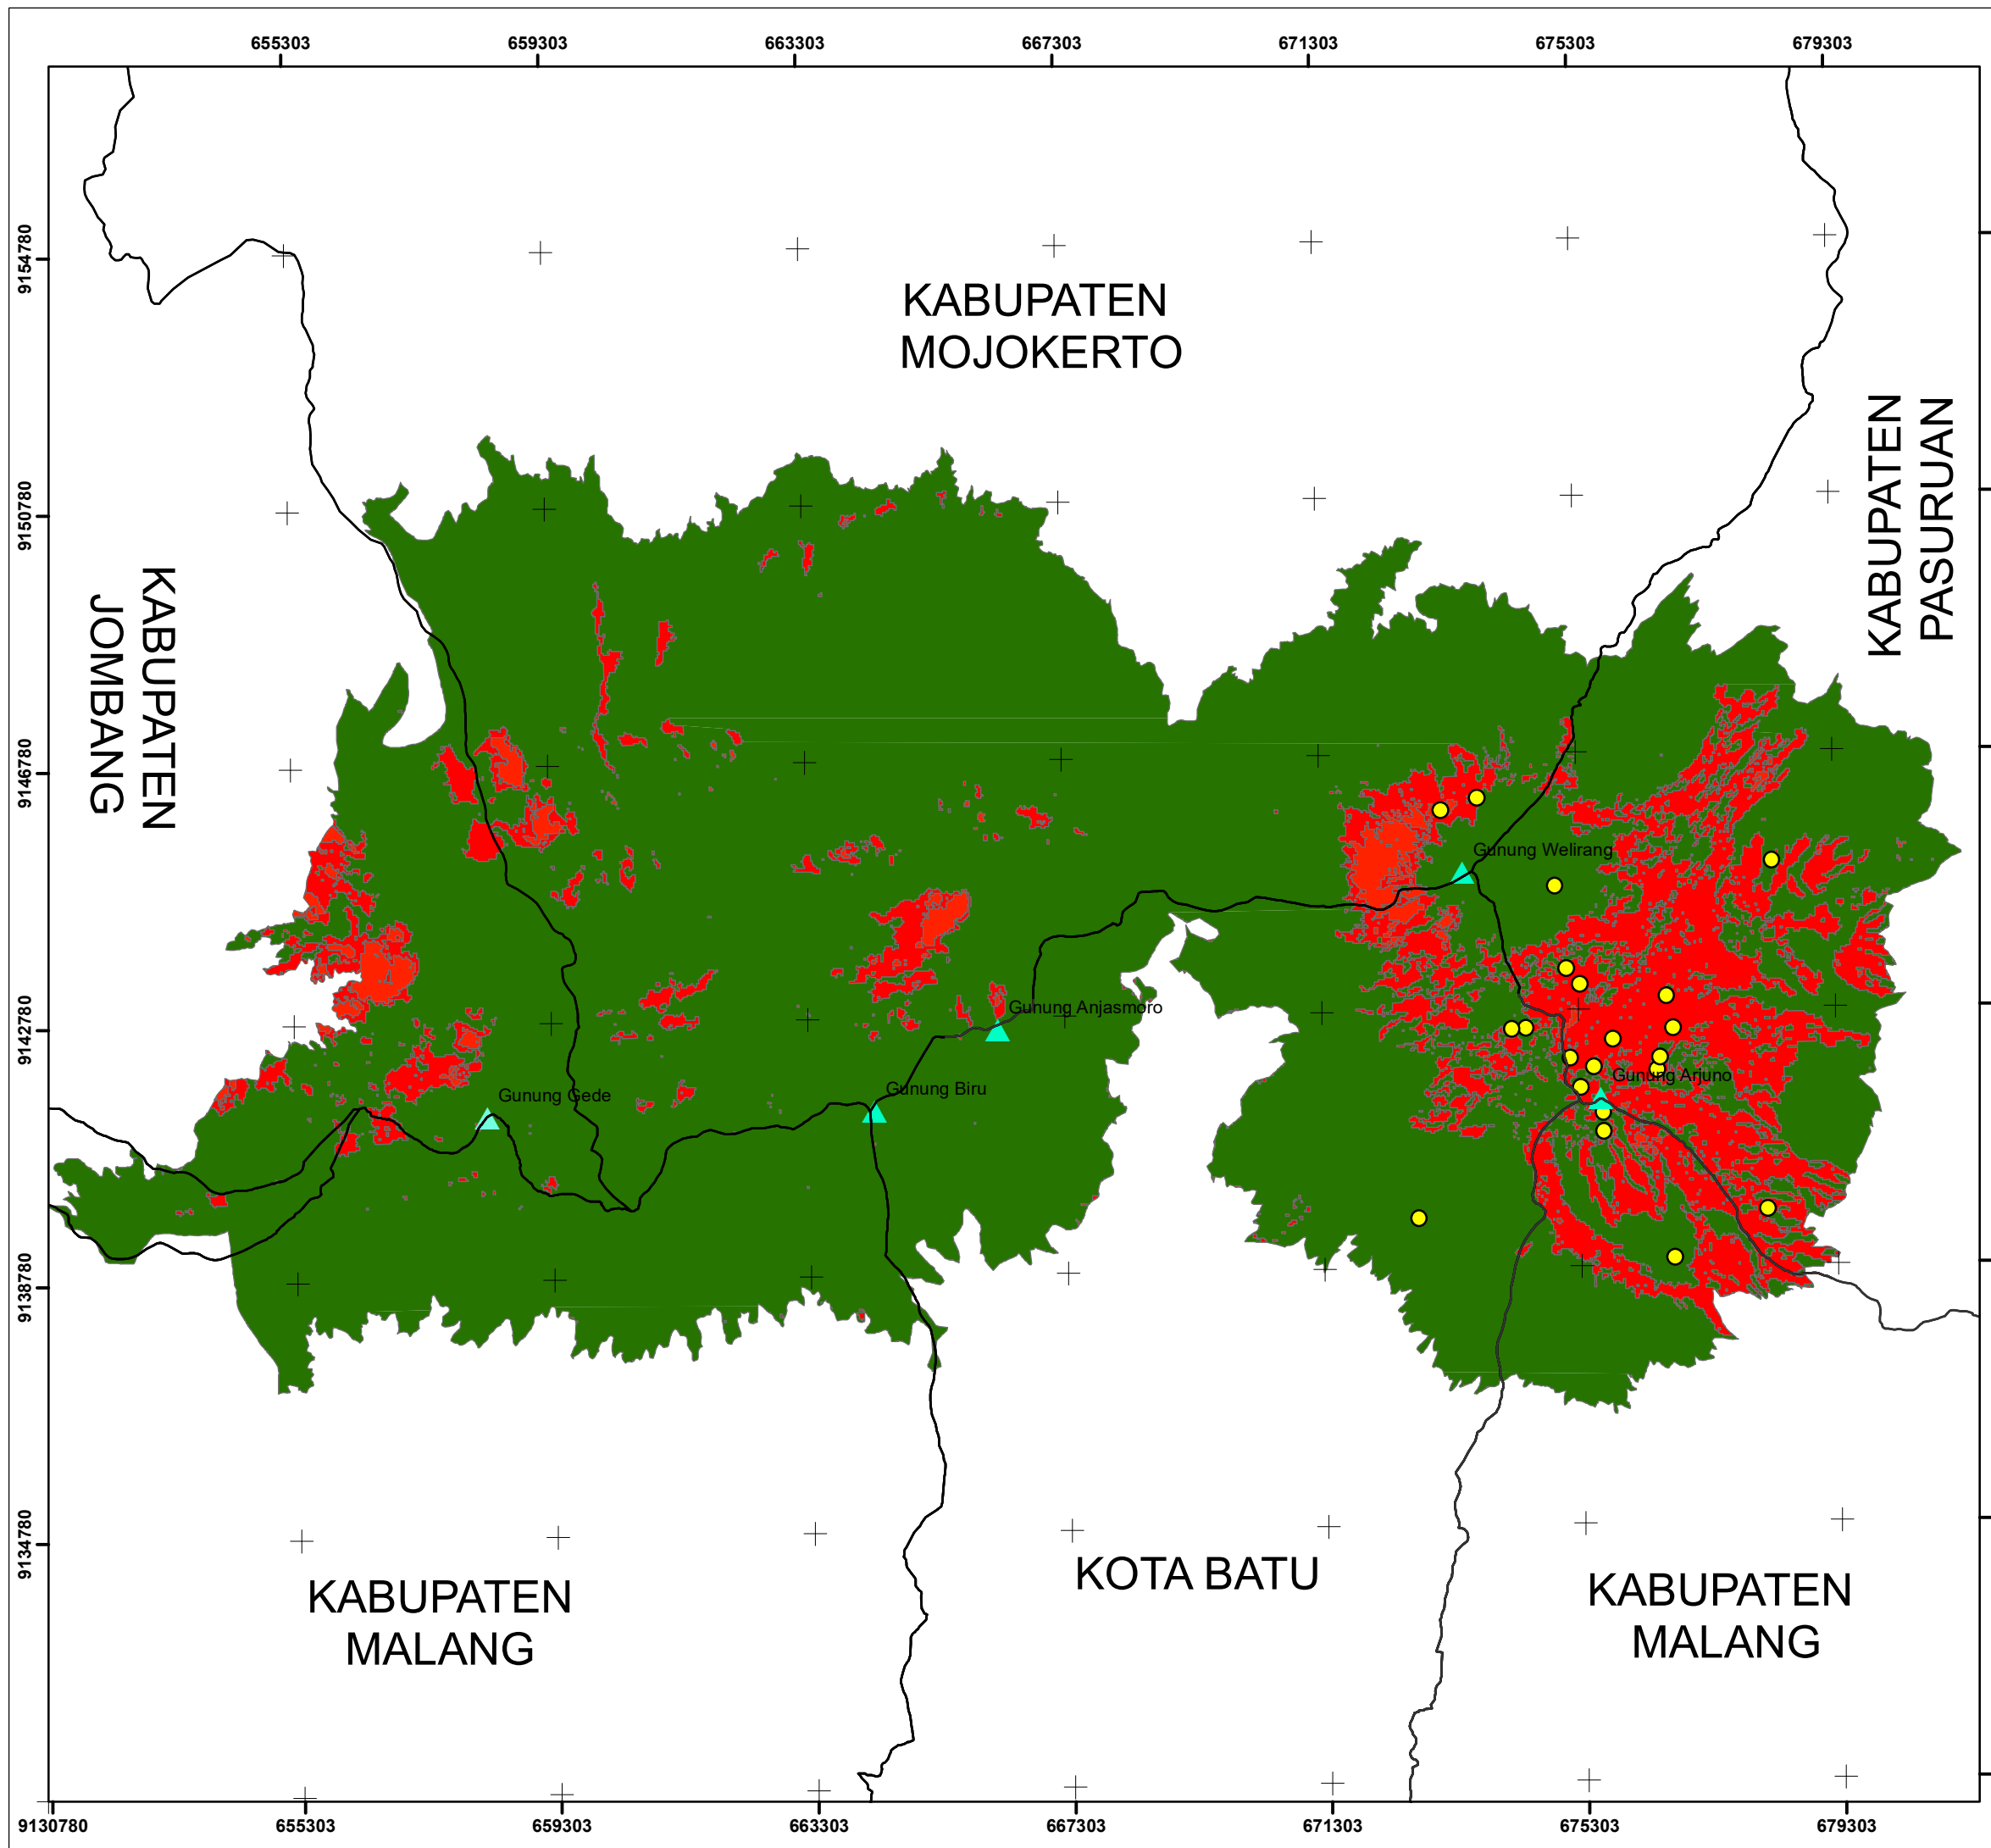 655303 659303 663303 667303 671303 675303 679303
9154780
KABUPATEN
MOJOKERTO
KABUPATEN
PASURUAN
9150780
KABUPATEN
JOMBANG
9146780
Gunung Welirang
9142780
Gunung Anjasmoro
Gunung Arjuno
Gunung Biru
Gunung Gede
9138780
9134780
KOTA BATU
KABUPATEN
MALANG
KABUPATEN
MALANG
9130780 655303 659303 663303 667303 671303 675303 679303